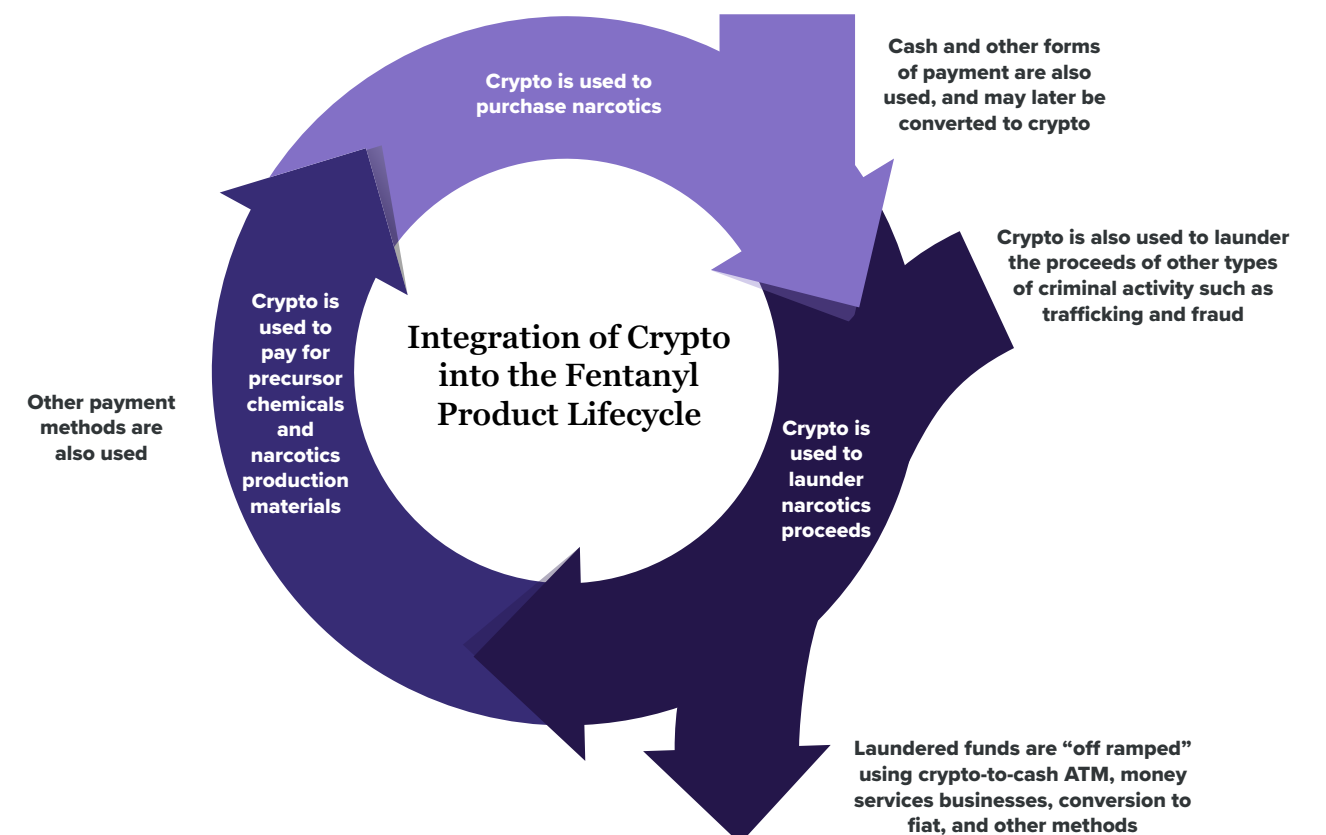 Crypto is used to
purchase narcotics
Cash and other forms
of payment are also
used, and may later be
converted to crypto
Crypto is also used to launder
the proceeds of other types
of criminal activity such as
trafficking and fraud
Crypto is
used to
pay for
precursor
chemicals
and
narcotics
production
materials
Integration of Crypto
into the Fentanyl
Product Lifecycle
Other payment
methods are
also used
Crypto is
used to
launder
narcotics
proceeds
Laundered funds are “off ramped”
using crypto-to-cash ATM, money
services businesses, conversion to
fiat, and other methods